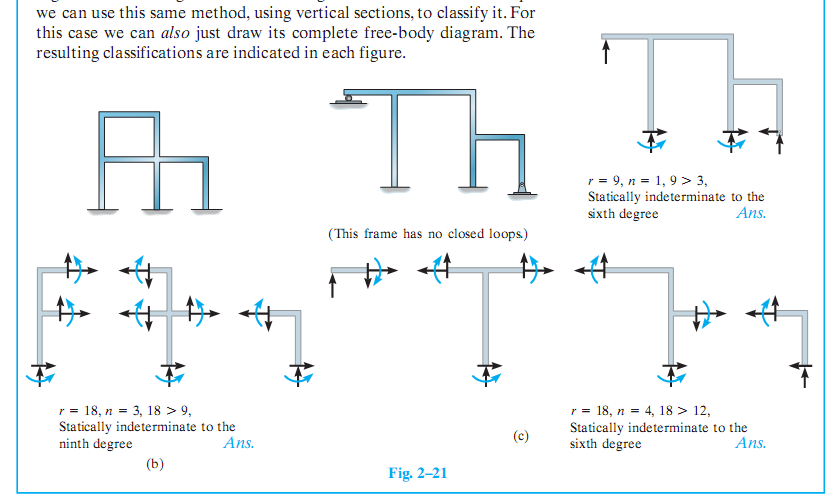 we can use this same method, using vertical sections, to classify it. For
this case we can also just draw its complete free-body diagram. The
resulting classifications are indicated in each figure.
r = 9, n = 1, 9 > 3,
Statically indeterminate to the
sixth degree Ans.
(This frame has no closed loops.)
r = 18, n = 3, 18 > 9,
Statically indeterminate to the
ninth degree Ans.
(b)
r = 18, n = 4, 18 > 12,
Statically indeterminate to the
sixth degree Ans.
(c)
Fig. 2–21